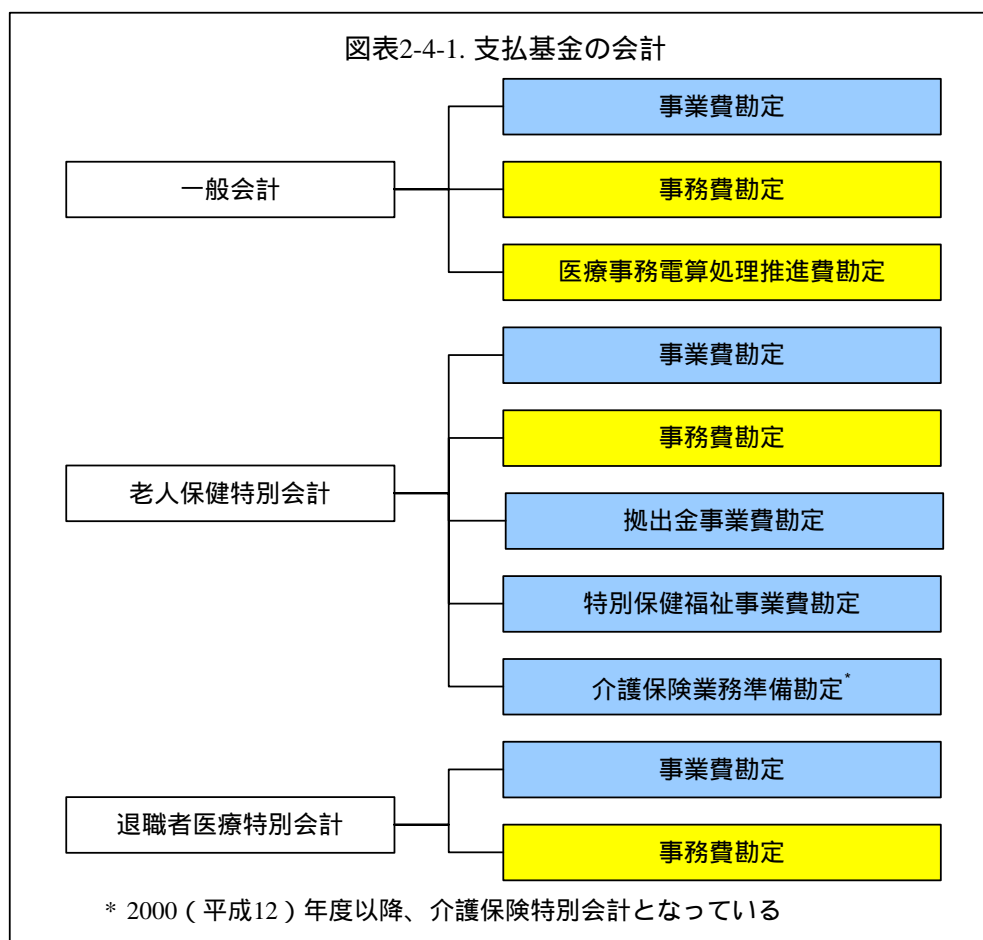 図表2-4-1. 支払基金の会計
一般会計
事業費勘定
事務費勘定
医療事務電算処理推進費勘定
老人保健特別会計
事業費勘定
事務費勘定
拠出金事業費勘定
特別保健福祉事業費勘定
介護保険業務準備勘定*
退職者医療特別会計
事業費勘定
事務費勘定
* 2000（平成12）年度以降、介護保険特別会計となっている